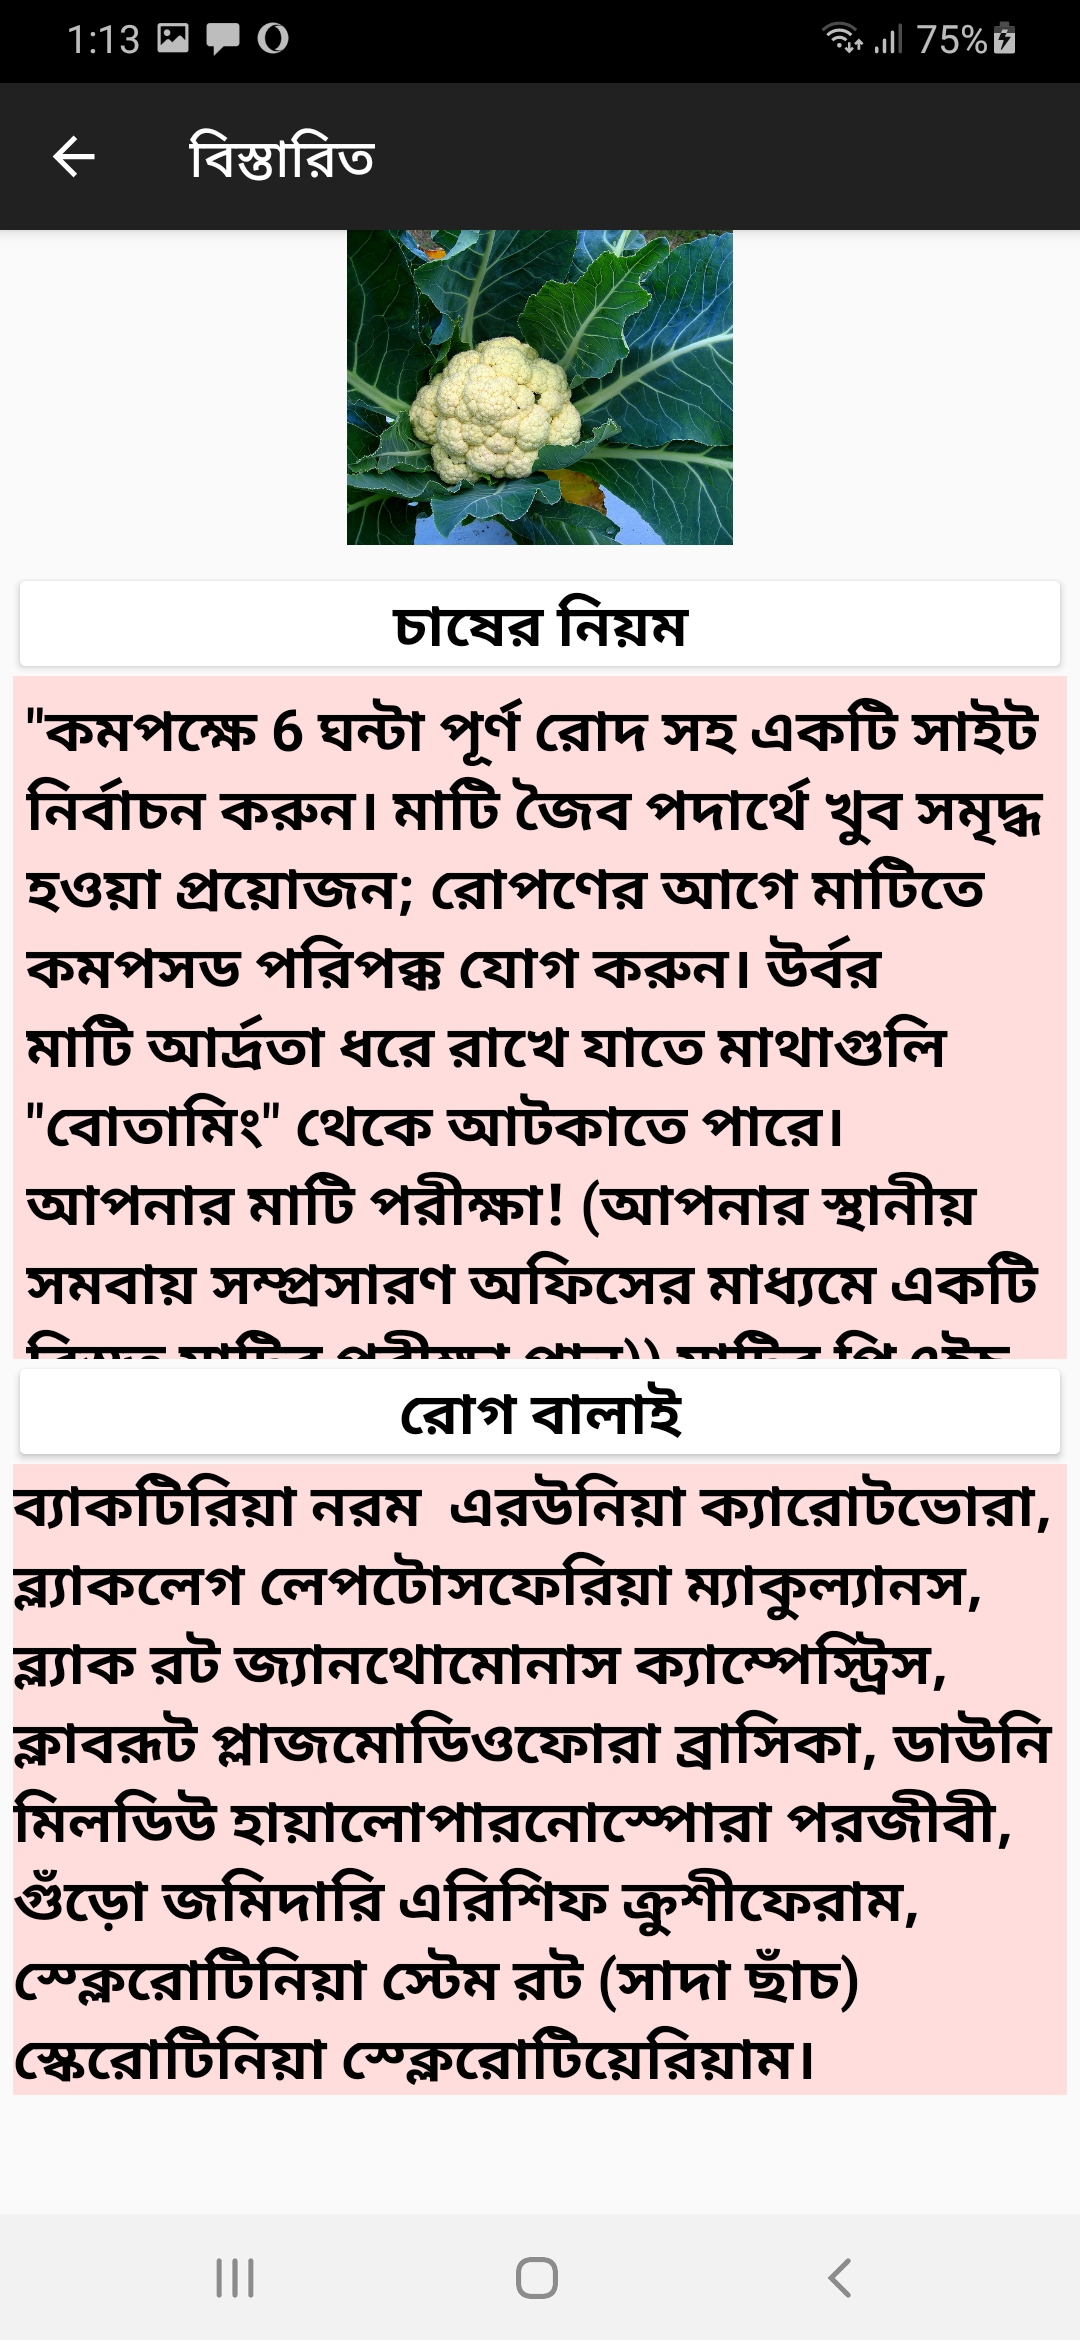 1:13
75%
বিস্তারিত
চাষের নিয়ম
"কমপক্ষে 6 ঘন্টা পূর্ণ রোদ সহ একটি সাইট
নির্বাচন করুন। মাটি জৈব পদার্থে খুব সমৃদ্ধ
হওয়া প্রয়োজন; রোপণের আগে মাটিতে
কমপসড পরিপক্ক যোগ করুন। উর্বর
মাটি আর্দ্রতা ধরে রাখে যাতে মাথাগুলি
"বোতামিং" থেকে আটকাতে পারে।
আপনার মাটি পরীক্ষা! (আপনার স্থানীয়
সমবায় সম্প্রসারণ অফিসের মাধ্যমে একটি
মাটির পরীক্ষা পান)) মাটির পি এইচ
রোগ বালাই
ব্যাকটিরিয়া নরম  এরউনিয়া ক্যারোটভোরা,
ব্ল্যাকলেগ লেপটোসফেরিয়া ম্যাকুল্যানস,
ব্ল্যাক রট জ্যানথোমোনাস ক্যাম্পেস্ট্রিস,
ক্লাবরূট প্লাজমোডিওফোরা ব্রাসিকা, ডাউনি
মিলডিউ হায়ালোপারনোস্পোরা পরজীবী,
গুঁড়ো জমিদারি এরিশিফ ক্রুশীফেরাম,
স্ক্লেরোটিনিয়া স্টেম রট (সাদা ছাঁচ)
স্কেরোটিনিয়া স্ক্লেরোটিয়েরিয়াম।